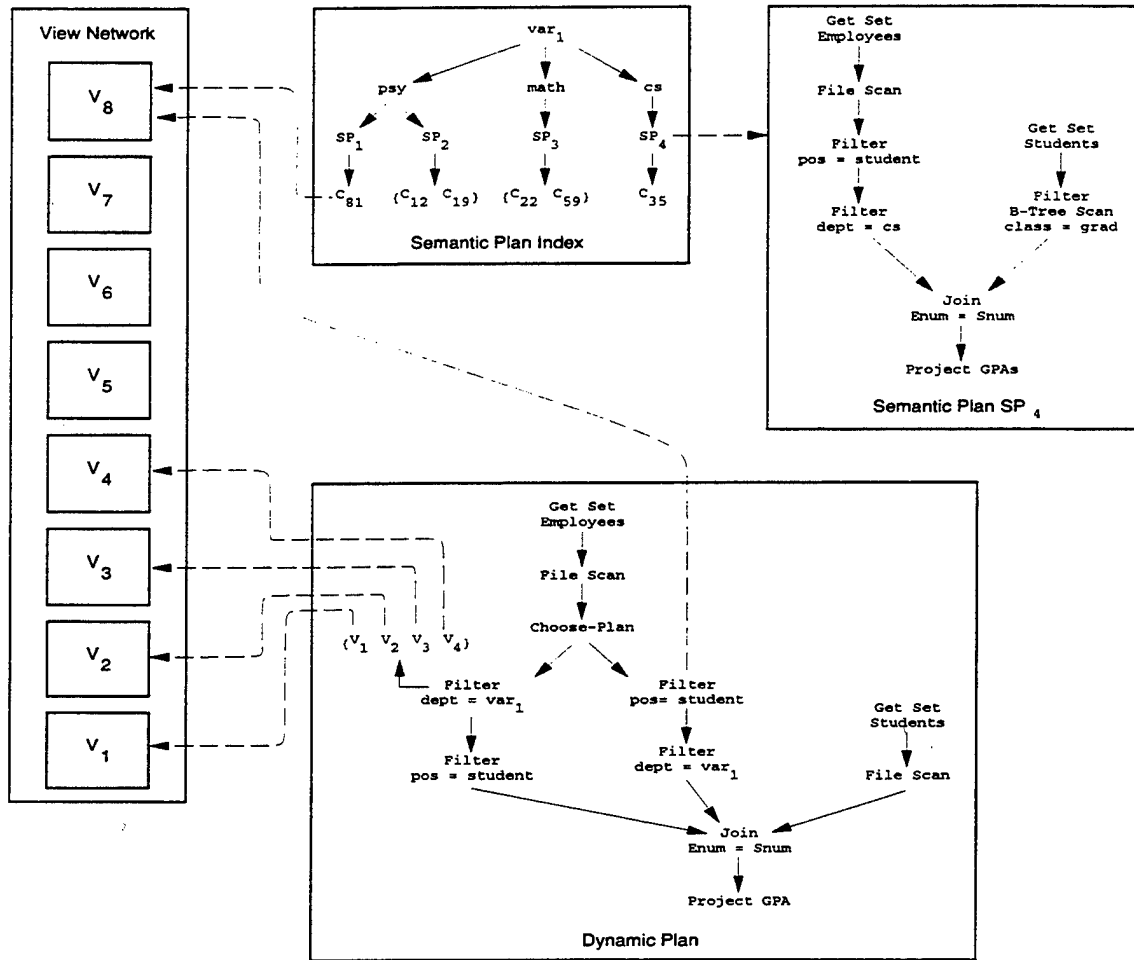 View Network
V8
V7
V6
V5
V4
V3
V2
V1
var1
psy math cs
SP1 SP2 SP3 SP4
C81 {C12 C19} {C22 C59} C35
Semantic Plan Index
Get Set
Employees
File Scan
Filter
pos = student
Filter
dept = cs
Get Set
Students
Filter
B-Tree Scan
class = grad
Join
Enum = Snum
Project GPAs
Semantic Plan SP 4
Get Set
Employees
File Scan
Choose-Plan
{V1 V2 V3 V4}
Filter
dept = var1
Filter
pos = student
Filter
pos= student
Filter
dept = var1
Get Set
Students
File Scan
Join
Enum = Snum
Project GPA
Dynamic Plan